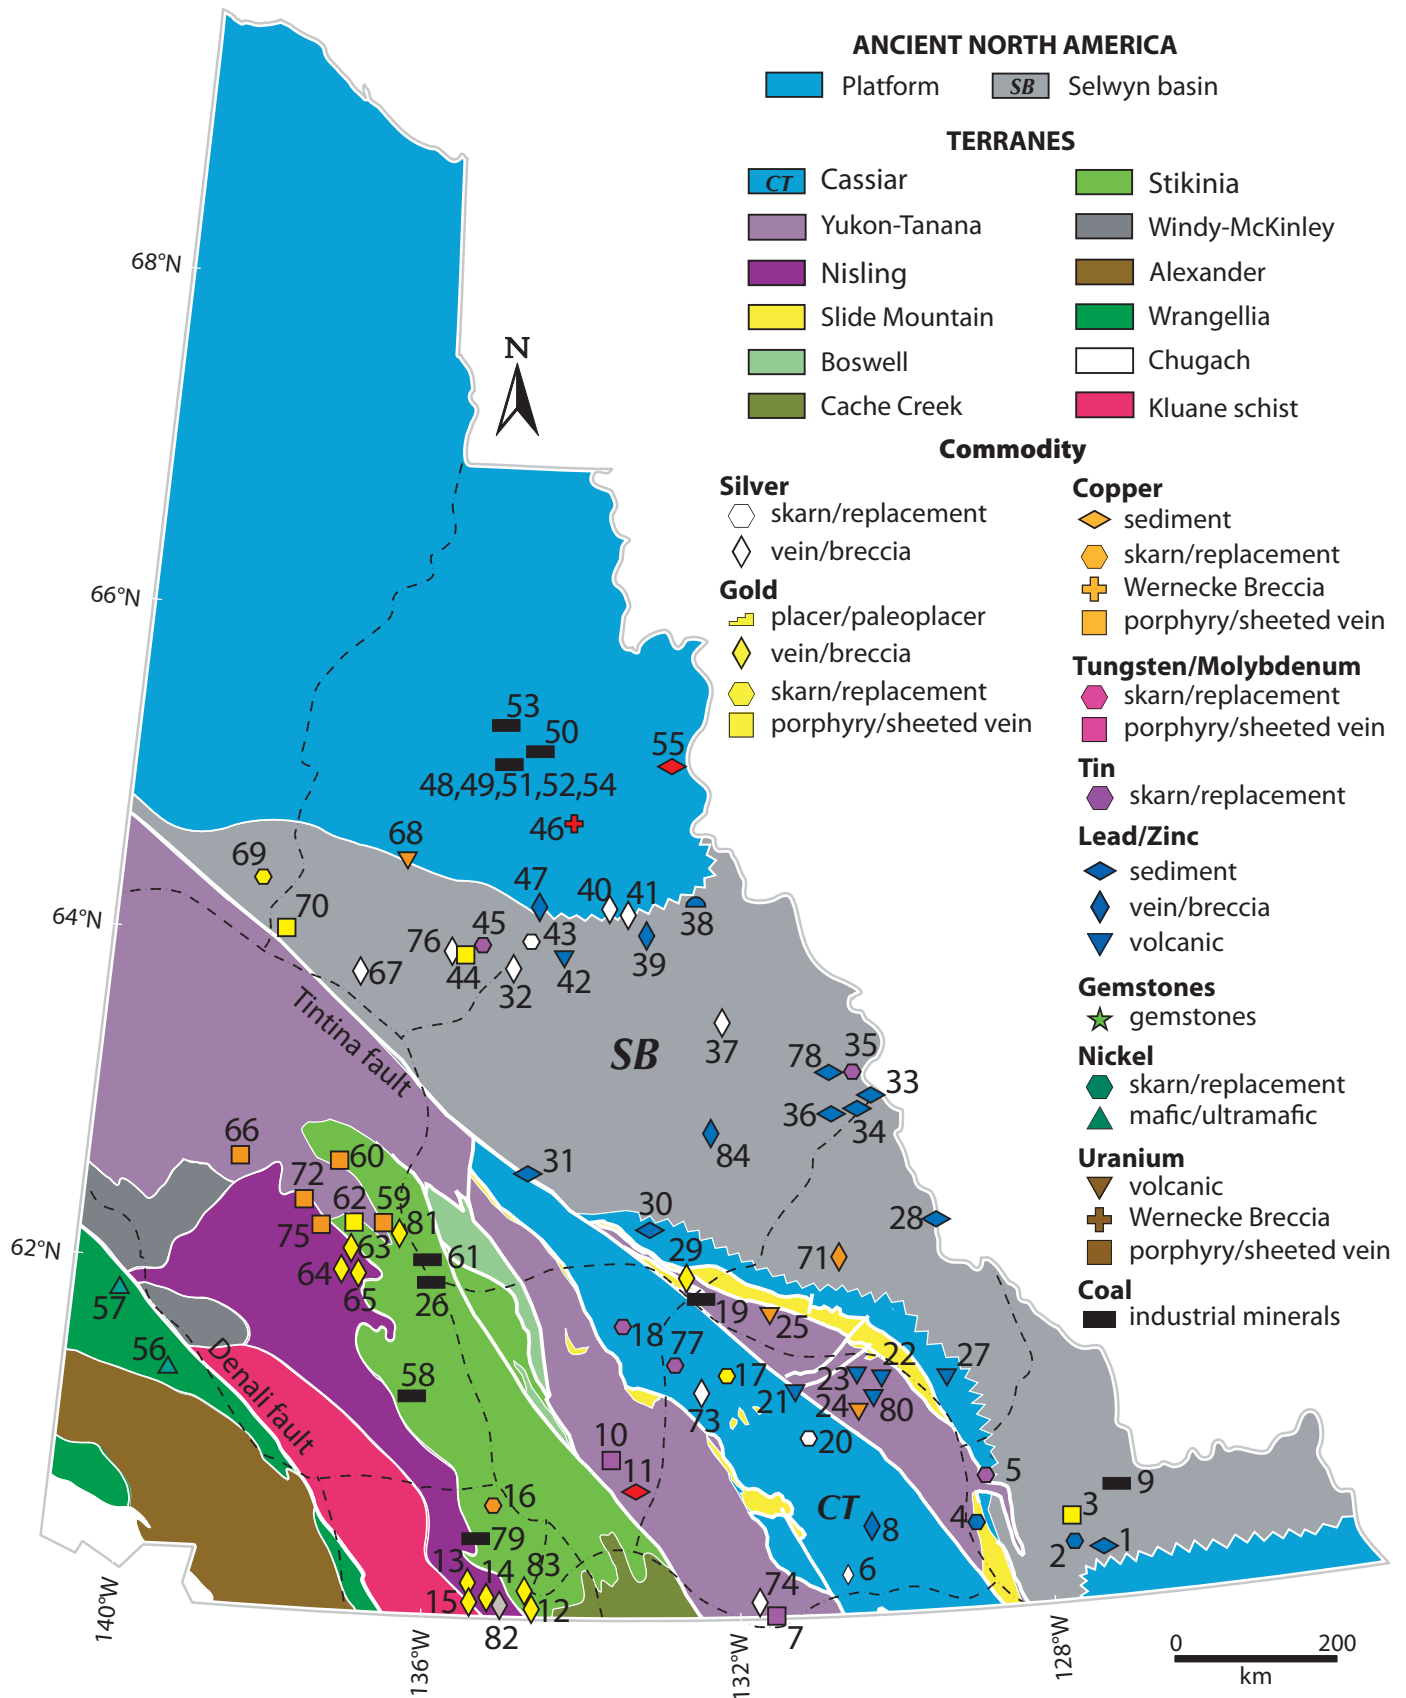 ANCIENT NORTH AMERICA
Platform
SB Selwyn basin
TERRANES
CT Cassiar
Yukon-Tanana
Nisling
Slide Mountain
Boswell
Cache Creek
Stikinia
Windy-McKinley
Alexander
Wrangellia
Chugach
Kluane schist
Commodity
Silver
skarn/replacement
vein/breccia
Gold
placer/paleoplacer
vein/breccia
skarn/replacement
porphyry/sheeted vein
Copper
sediment
skarn/replacement
Wernecke Breccia
porphyry/sheeted vein
Tungsten/Molybdenum
skarn/replacement
porphyry/sheeted vein
Tin
skarn/replacement
Lead/Zinc
sediment
vein/breccia
volcanic
Gemstones
gemstones
Nickel
skarn/replacement
mafic/ultramafic
Uranium
volcanic
Wernecke Breccia
porphyry/sheeted vein
Coal
industrial minerals
N
68°N
66°N
64°N
62°N
53
50
55
48,49,51,52,54
46
68
69
47
40
41
38
70
45
43
76
44
67
32
42
39
Tintina fault
SB
37
78
35
33
36
34
84
31
66
60
72
62
59
81
75
63
64
65
61
26
30
29
28
71
57
56
Denali fault
58
19
25
18
77
17
73
21
23
22
24
80
27
20
10
11
16
CT
8
5
4
9
3
2
1
79
13
14
83
15
12
82
6
74
7
140°W
136°W
132°W
128°W
0
200
km